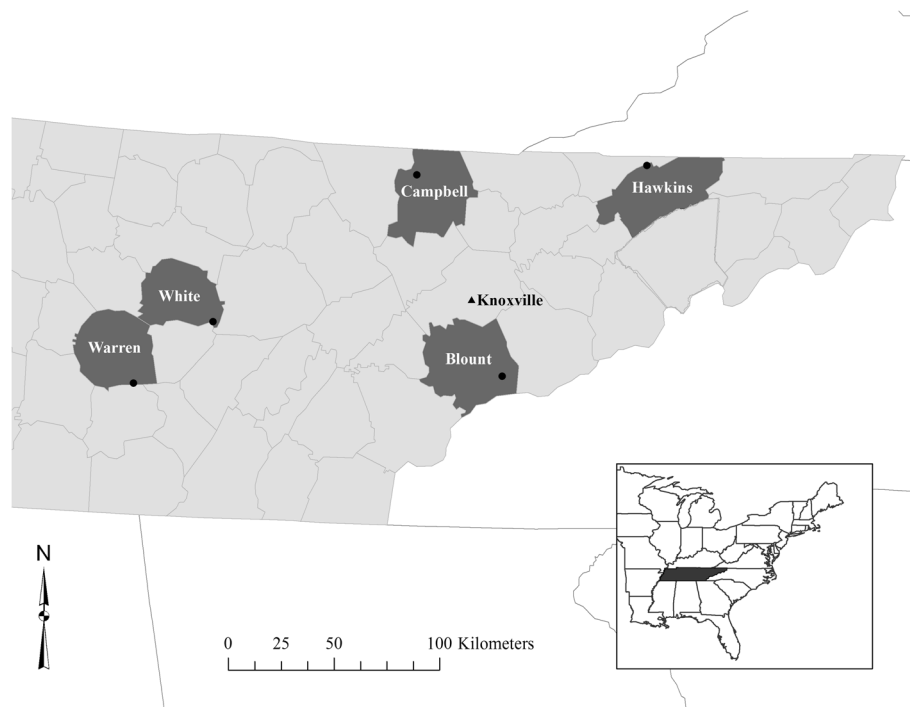 Campbell
Hawkins
White
Knoxville
Warren
Blount
N
0 25 50 100 Kilometers